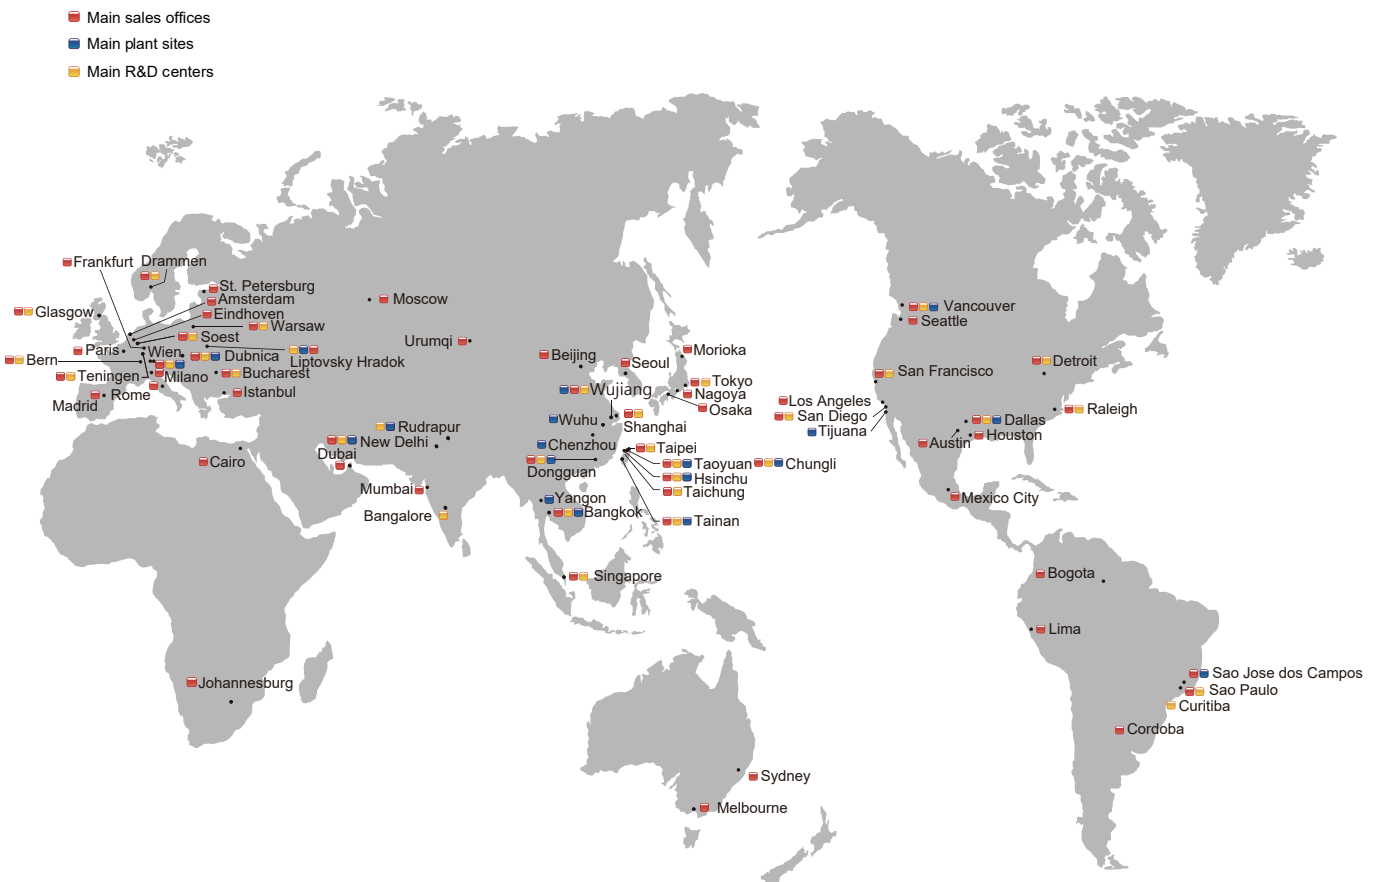 Main sales offices
Main plant sites
Main R&D centers
Frankfurt
Drammen
St. Petersburg
Amsterdam
Eindhoven
Glasgow
Warsaw
Soest
Paris
Wien
Dubnica
Liptovsky Hradok
Bern
Teningen
Milano
Bucharest
Rome
Istanbul
Madrid
Moscow
Urumqi
Beijing
Seoul
Morioka
Tokyo
Nagoya
Osaka
Wujiang
Wuhu
Shanghai
Chenzhou
Dongguan
Taipei
Taoyuan
Chungli
Hsinchu
Taichung
Tainan
Rudrapur
New Delhi
Dubai
Cairo
Mumbai
Bangalore
Yangon
Bangkok
Singapore
Johannesburg
Sydney
Melbourne
Vancouver
Seattle
San Francisco
Detroit
Los Angeles
San Diego
Tijuana
Raleigh
Dallas
Houston
Austin
Mexico City
Bogota
Lima
Sao Jose dos Campos
Sao Paulo
Curitiba
Cordoba